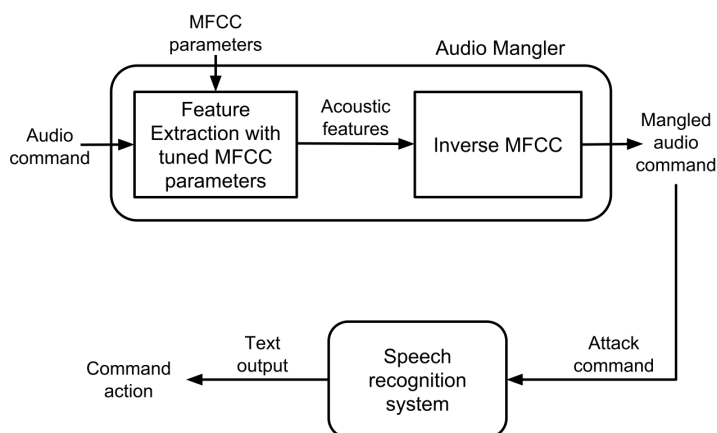 MFCC
parameters
Audio Mangler
Audio
command
Feature
Extraction with
tuned MFCC
parameters
Acoustic
features
Inverse MFCC
Mangled
audio
command
Text
output
Command
action
Speech
recognition
system
Attack
command